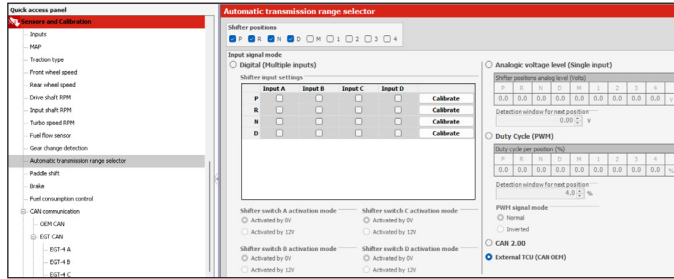 Quick access panel
Sensors and Calibration
Inputs
MAP
Traction type
Front wheel speed
Rear wheel speed
Drive shaft RPM
Input shaft RPM
Turbo speed RPM
Fuel flow sensor
Gear change detection
Automatic transmission range selector
Paddle shift
Brake
Fuel consumption control
CAN communication
OEM CAN
EGT CAN
EGT-4 A
EGT-4 B
EGT-4 C
Automatic transmission range selector
Shifter positions
P R N D M 1 2 3 4
Input signal mode
Digital (Multiple inputs)
Shifter input settings
Input A Input B Input C Input D
P Calibrate
R Calibrate
N Calibrate
D Calibrate
Shifter switch A activation mode Shifter switch C activation mode
Activated by 0V Activated by 0V
Activated by 12V Activated by 12V
Shifter switch B activation mode Shifter switch D activation mode
Activated by 0V Activated by 0V
Activated by 12V Activated by 12V
Analogic voltage level (Single input)
Shifter positions analog level (Volts)
P R N D M 1 2 3 4
0.0 0.0 0.0 0.0 0.0 0.0 0.0 0.0 0.0 V
Detection window for next position
0.00 V
Duty Cycle (PWM)
Duty cycle per position (%)
P R N D M 1 2 3 4
0.0 0.0 0.0 0.0 0.0 0.0 0.0 0.0 0.0 %
Detection window for next position
4.0 %
PWM signal mode
Normal
Inverted
CAN 2.00
External TCU (CAN OEM)